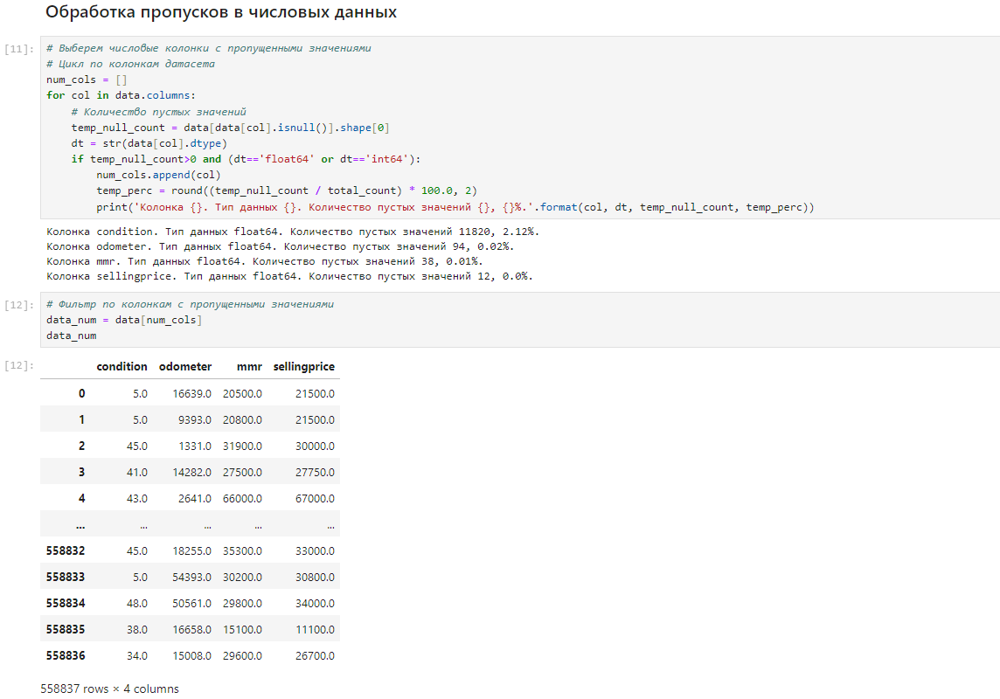 Обработка пропусков в числовых данных
[11]:
# Выберем числовые колонки с пропущенными значениями
# Цикл по колонкам датасета
num_cols = []
for col in data.columns:
    # Количество пустых значений
    temp_null_count = data[data[col].isnull()].shape[0]
    dt = str(data[col].dtype)
    if temp_null_count>0 and (dt=='float64' or dt=='int64'):
        num_cols.append(col)
        temp_perc = round((temp_null_count / total_count) * 100.0, 2)
        print('Колонка {}. Тип данных {}. Количество пустых значений {}, {}%.'.format(col, dt, temp_null_count, temp_perc))
Колонка condition. Тип данных float64. Количество пустых значений 11820, 2.12%.
Колонка odometer. Тип данных float64. Количество пустых значений 94, 0.02%.
Колонка mmr. Тип данных float64. Количество пустых значений 38, 0.01%.
Колонка sellingprice. Тип данных float64. Количество пустых значений 12, 0.0%.
[12]:
# Фильтр по колонкам с пропущенными значениями
data_num = data[num_cols]
data_num
[12]:
condition odometer mmr sellingprice
0 5.0 16639.0 20500.0 21500.0
1 5.0 9393.0 20800.0 21500.0
2 45.0 1331.0 31900.0 30000.0
3 41.0 14282.0 27500.0 27750.0
4 43.0 2641.0 66000.0 67000.0
... ... ... ... ...
558832 45.0 18255.0 35300.0 33000.0
558833 5.0 54393.0 30200.0 30800.0
558834 48.0 50561.0 29800.0 34000.0
558835 38.0 16658.0 15100.0 11100.0
558836 34.0 15008.0 29600.0 26700.0
558837 rows × 4 columns